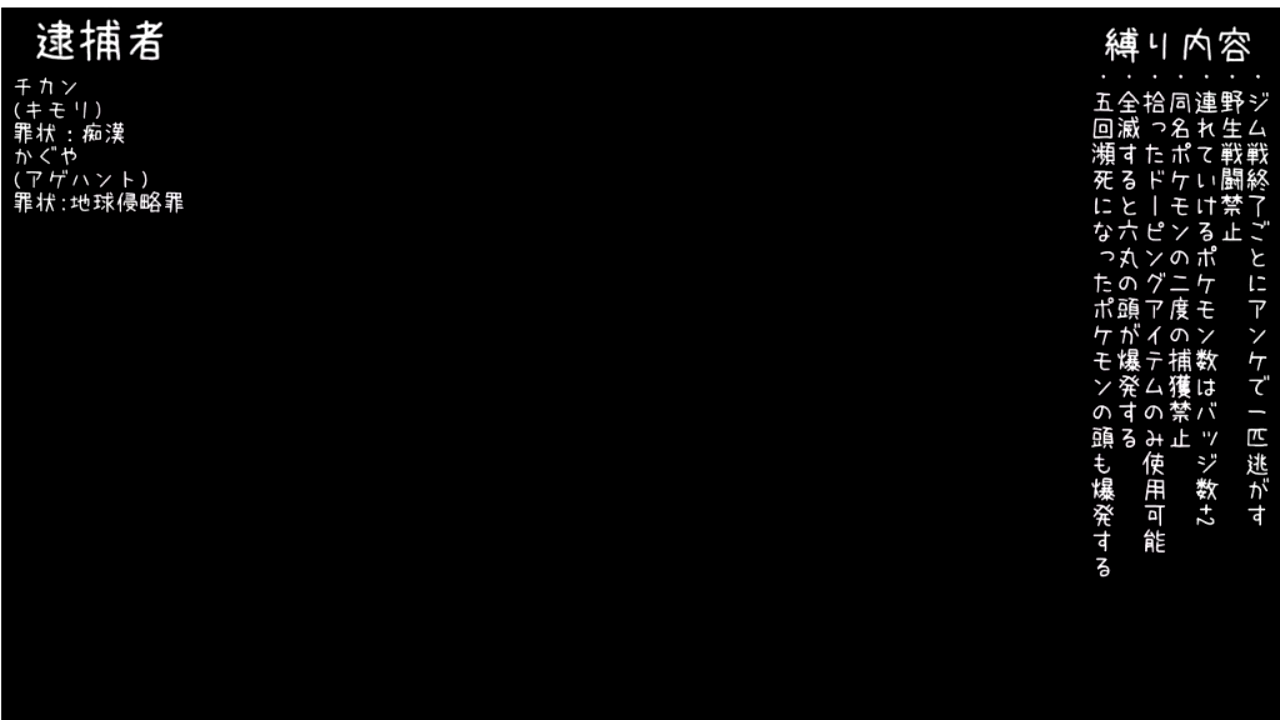 逮捕者
チカン
(キモリ)
罪状：痴漢
かぐや
(アゲハント)
罪状:地球侵略罪
縛り内容
・ジム戦終了ごとにアンケで一匹逃がす
・野生戦闘禁止
・連れていけるポケモン数はバッジ数+2
・同名ポケモンの二度の捕獲禁止
・拾ったドーピングアイテムのみ使用可能
・全滅すると六丸の頭が爆発する
・五回瀕死になったポケモンの頭も爆発する